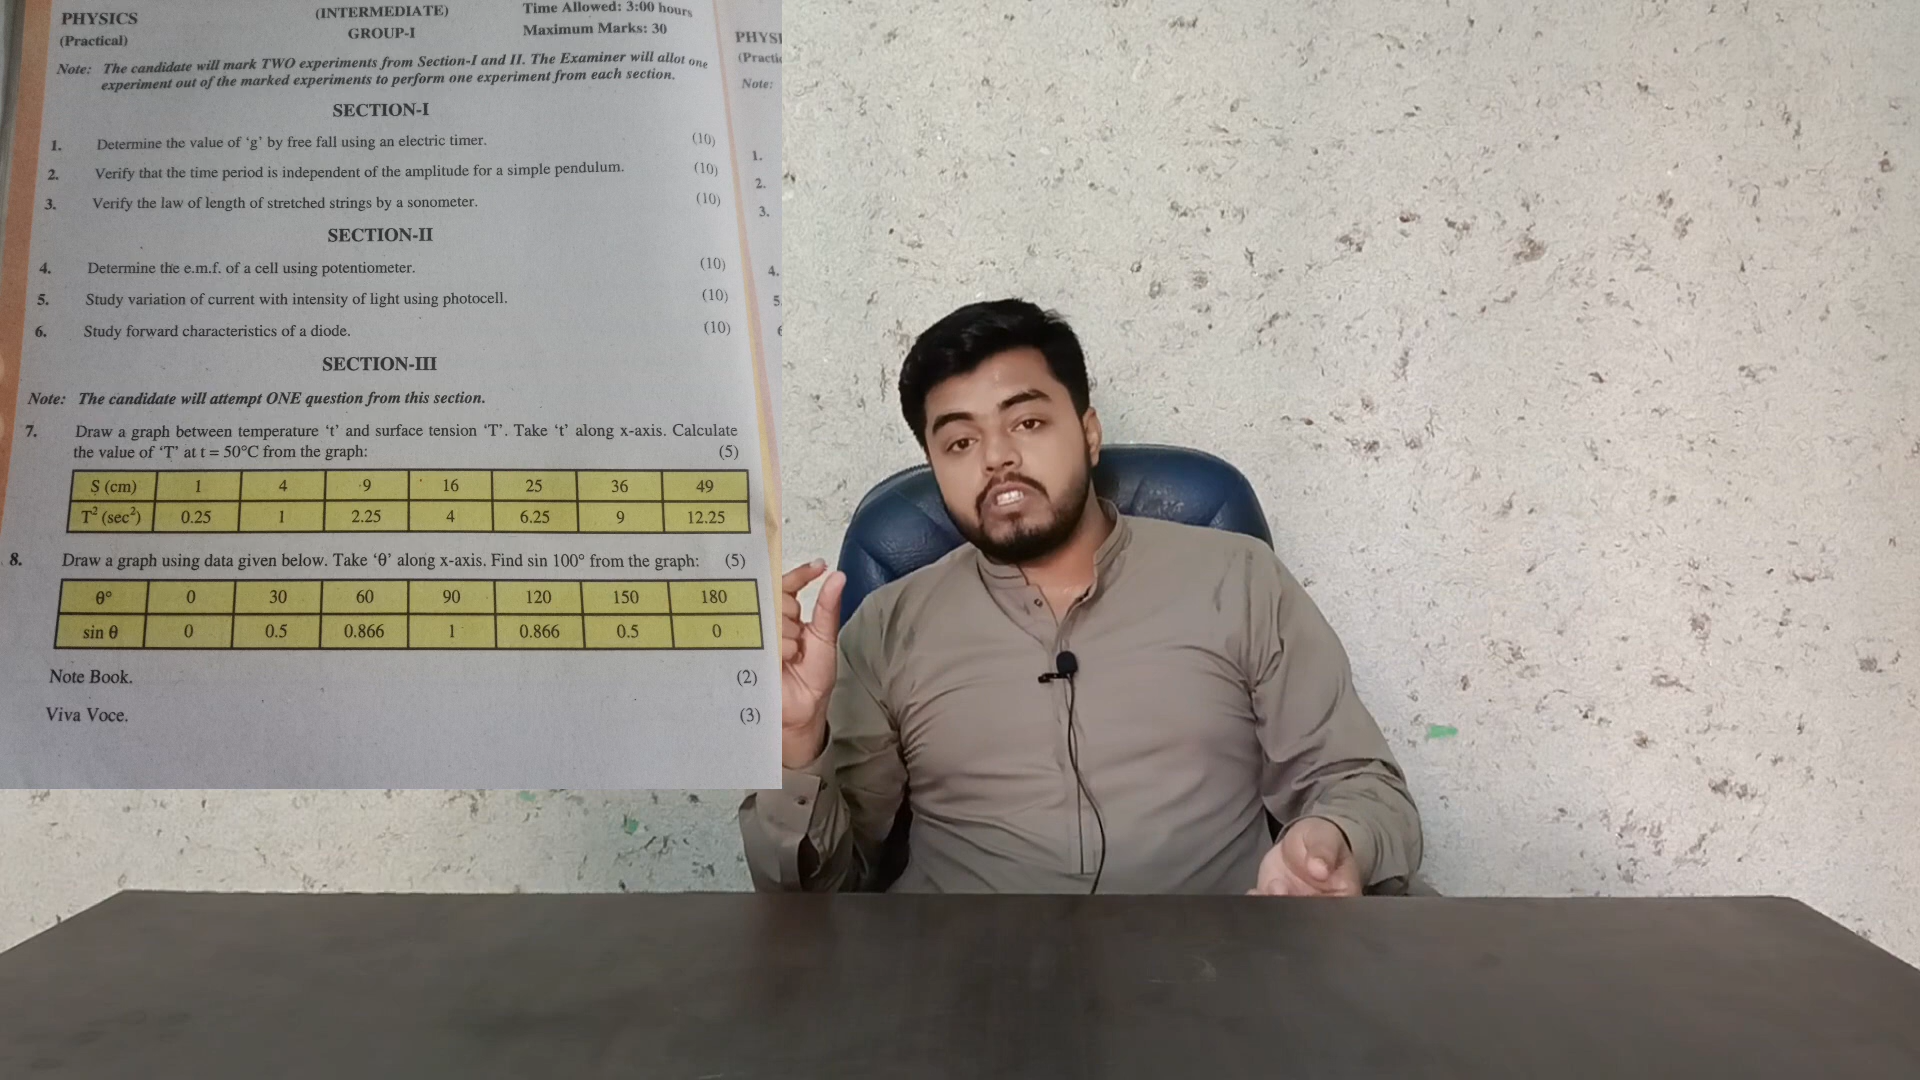 PHYSICS
(Practical)
(INTERMEDIATE)
GROUP-I
Time Allowed: 3:00 hours
Maximum Marks: 30
Note: The candidate will mark TWO experiments from Section-I and II. The Examiner will allot one
experiment out of the marked experiments to perform one experiment from each section.
SECTION-I
1. Determine the value of 'g' by free fall using an electric timer. (10)
2. Verify that the time period is independent of the amplitude for a simple pendulum. (10)
3. Verify the law of length of stretched strings by a sonometer. (10)
SECTION-II
4. Determine the e.m.f. of a cell using potentiometer. (10)
5. Study variation of current with intensity of light using photocell. (10)
6. Study forward characteristics of a diode. (10)
SECTION-III
Note: The candidate will attempt ONE question from this section.
7. Draw a graph between temperature 't' and surface tension 'T'. Take 't' along x-axis. Calculate
the value of 'T' at t = 50°C from the graph: (5)
S (cm) 1 4 9 16 25 36 49
T² (sec²) 0.25 1 2.25 4 6.25 9 12.25
8. Draw a graph using data given below. Take 'θ' along x-axis. Find sin 100° from the graph: (5)
θ° 0 30 60 90 120 150 180
sin θ 0 0.5 0.866 1 0.866 0.5 0
Note Book. (2)
Viva Voce. (3)
Note:
1.
2.
3.
4.
5